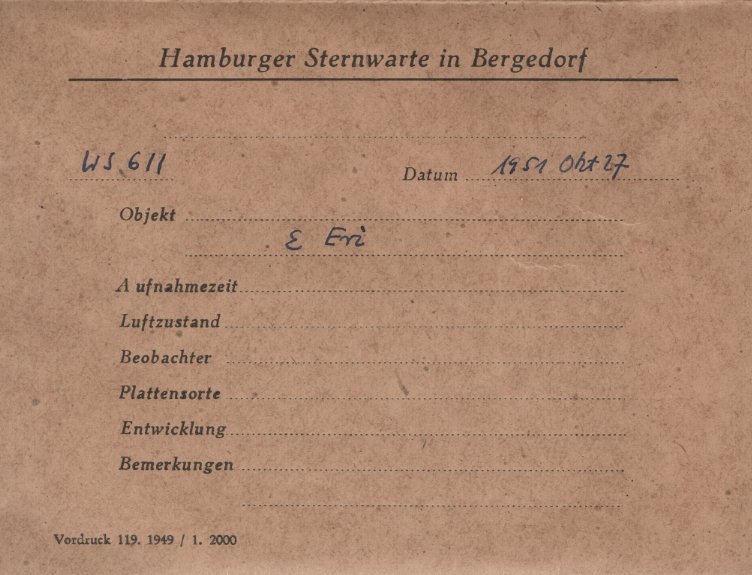 Hamburger Sternwarte in Bergedorf
WS 611 Datum 1951 Okt 27
Objekt
ε Eri
Aufnahmezeit
Luftzustand
Beobachter
Plattensorte
Entwicklung
Bemerkungen
Vordruck 119. 1949 / 1. 2000